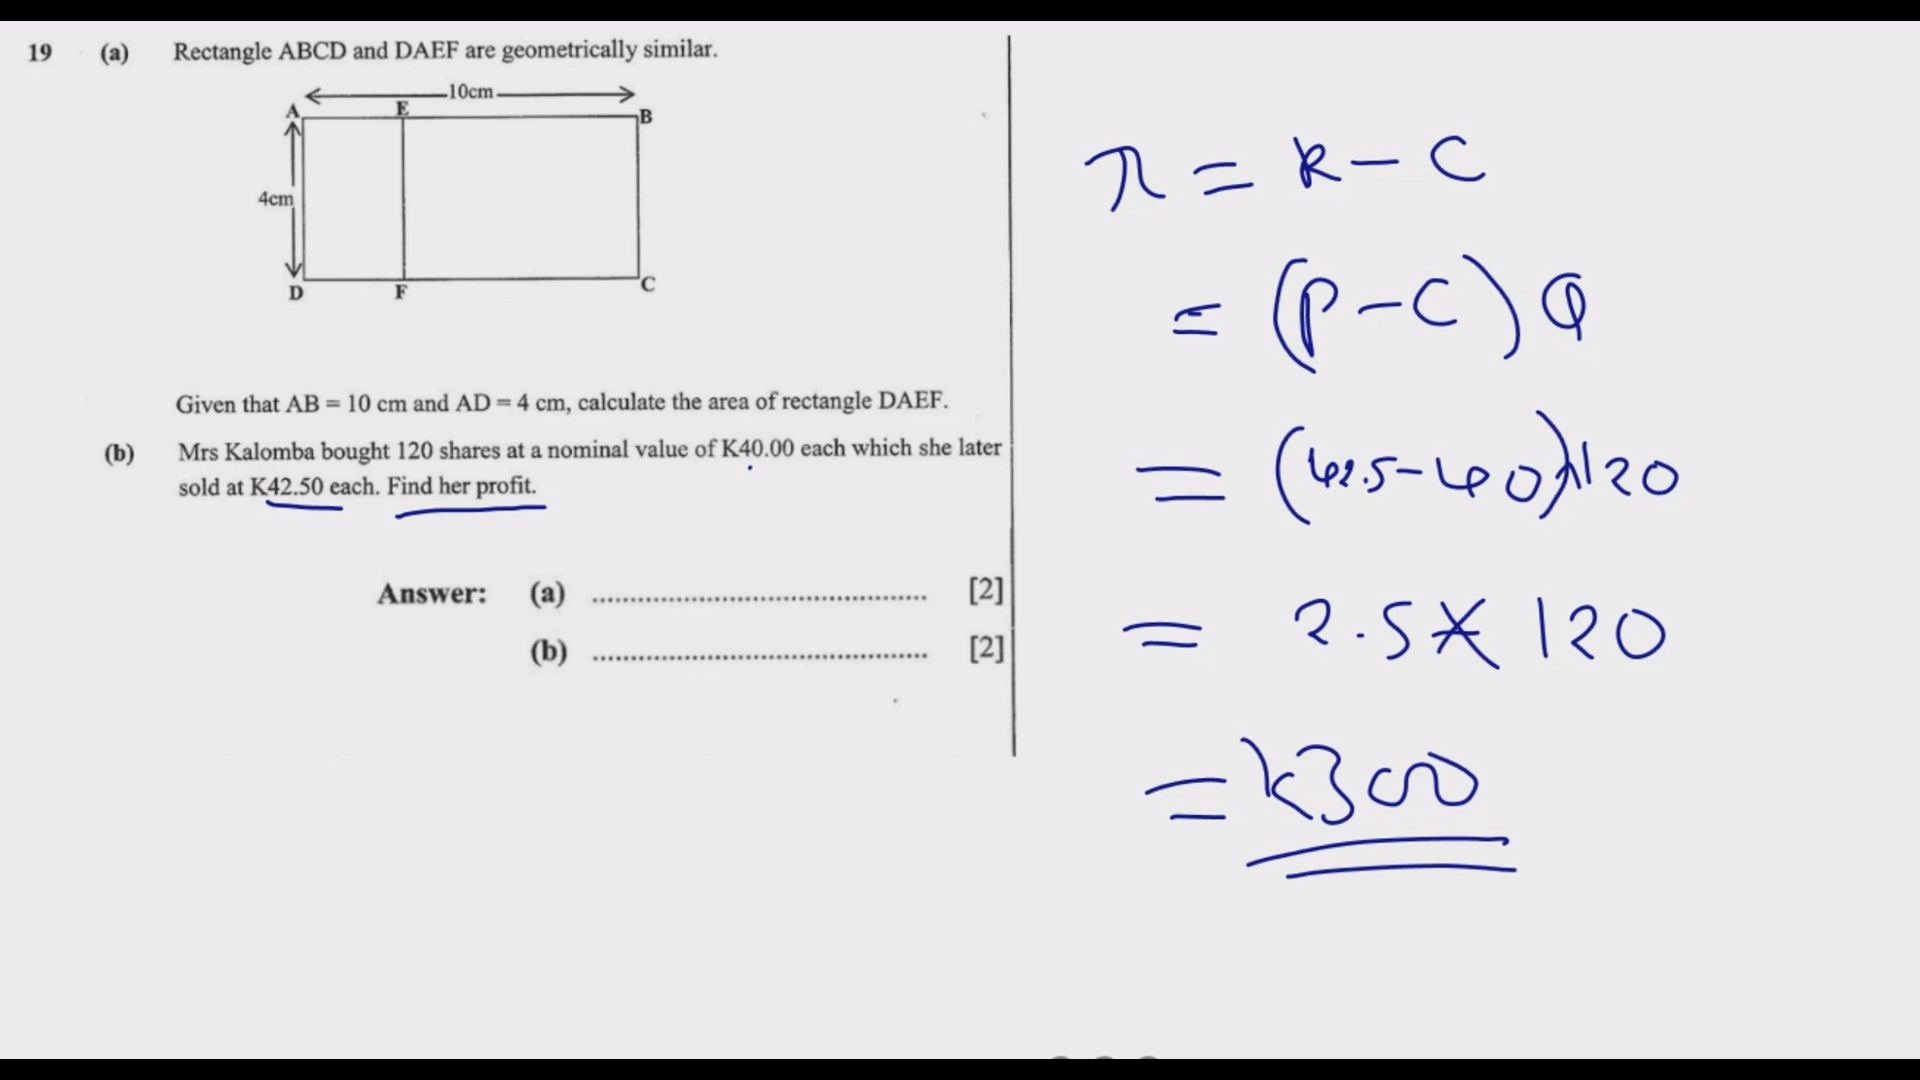 19 (a) Rectangle ABCD and DAEF are geometrically similar.
10cm
A E B
4cm
D F C
Given that AB = 10 cm and AD = 4 cm, calculate the area of rectangle DAEF.
(b) Mrs Kalomba bought 120 shares at a nominal value of K40.00 each which she later
sold at K42.50 each. Find her profit.
Answer: (a) .......................................... [2]
(b) .......................................... [2]
π = R - C
= (P - C) Q
= (42.5 - 40) 120
= 2.5 * 120
= K300